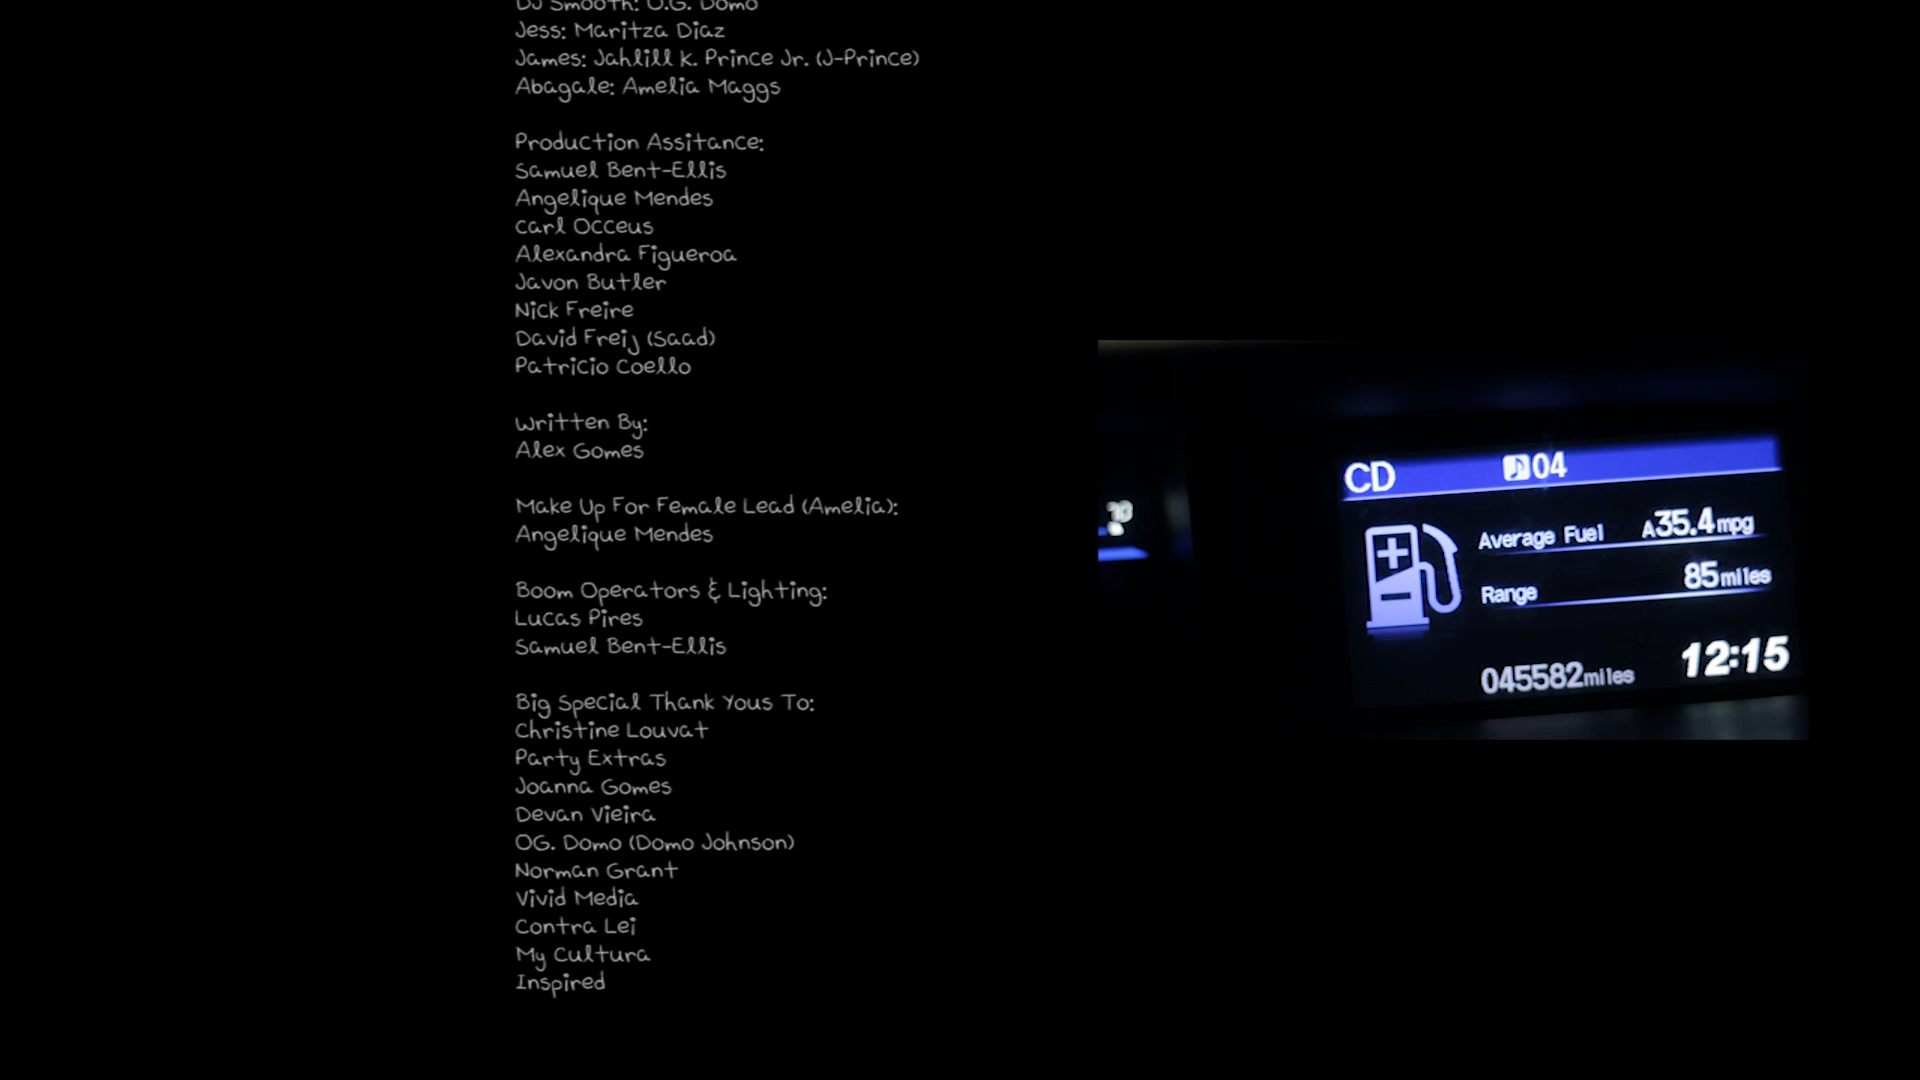 DJ Smooth: O.G. Domo
Jess: Maritza Diaz
James: Jahlill K. Prince Jr. (J-Prince)
Abagale: Amelia Maggs
Production Assitance:
Samuel Bent-Ellis
Angelique Mendes
Carl Occeus
Alexandra Figueroa
Javon Butler
Nick Freire
David Freij (Saad)
Patricio Coello
Written By:
Alex Gomes
Make Up For Female Lead (Amelia):
Angelique Mendes
Boom Operators & Lighting:
Lucas Pires
Samuel Bent-Ellis
Big Special Thank Yous To:
Christine Louvat
Party Extras
Joanna Gomes
Devan Vieira
OG. Domo (Domo Johnson)
Norman Grant
Vivid Media
Contra Lei
My Cultura
Inspired
CD 04
Average Fuel A35.4mpg
Range 85miles
045582miles 12:15